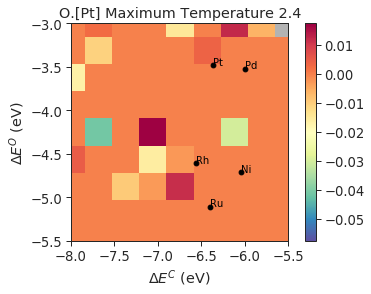 O.[Pt] Maximum Temperature 2.4
−3.0
−3.5
−4.0
−4.5
−5.0
−5.5
ΔE^O (eV)
Pt
Pd
Rh
Ni
Ru
−8.0 −7.5 −7.0 −6.5 −6.0 −5.5
ΔE^C (eV)
0.01
0.00
−0.01
−0.02
−0.03
−0.04
−0.05